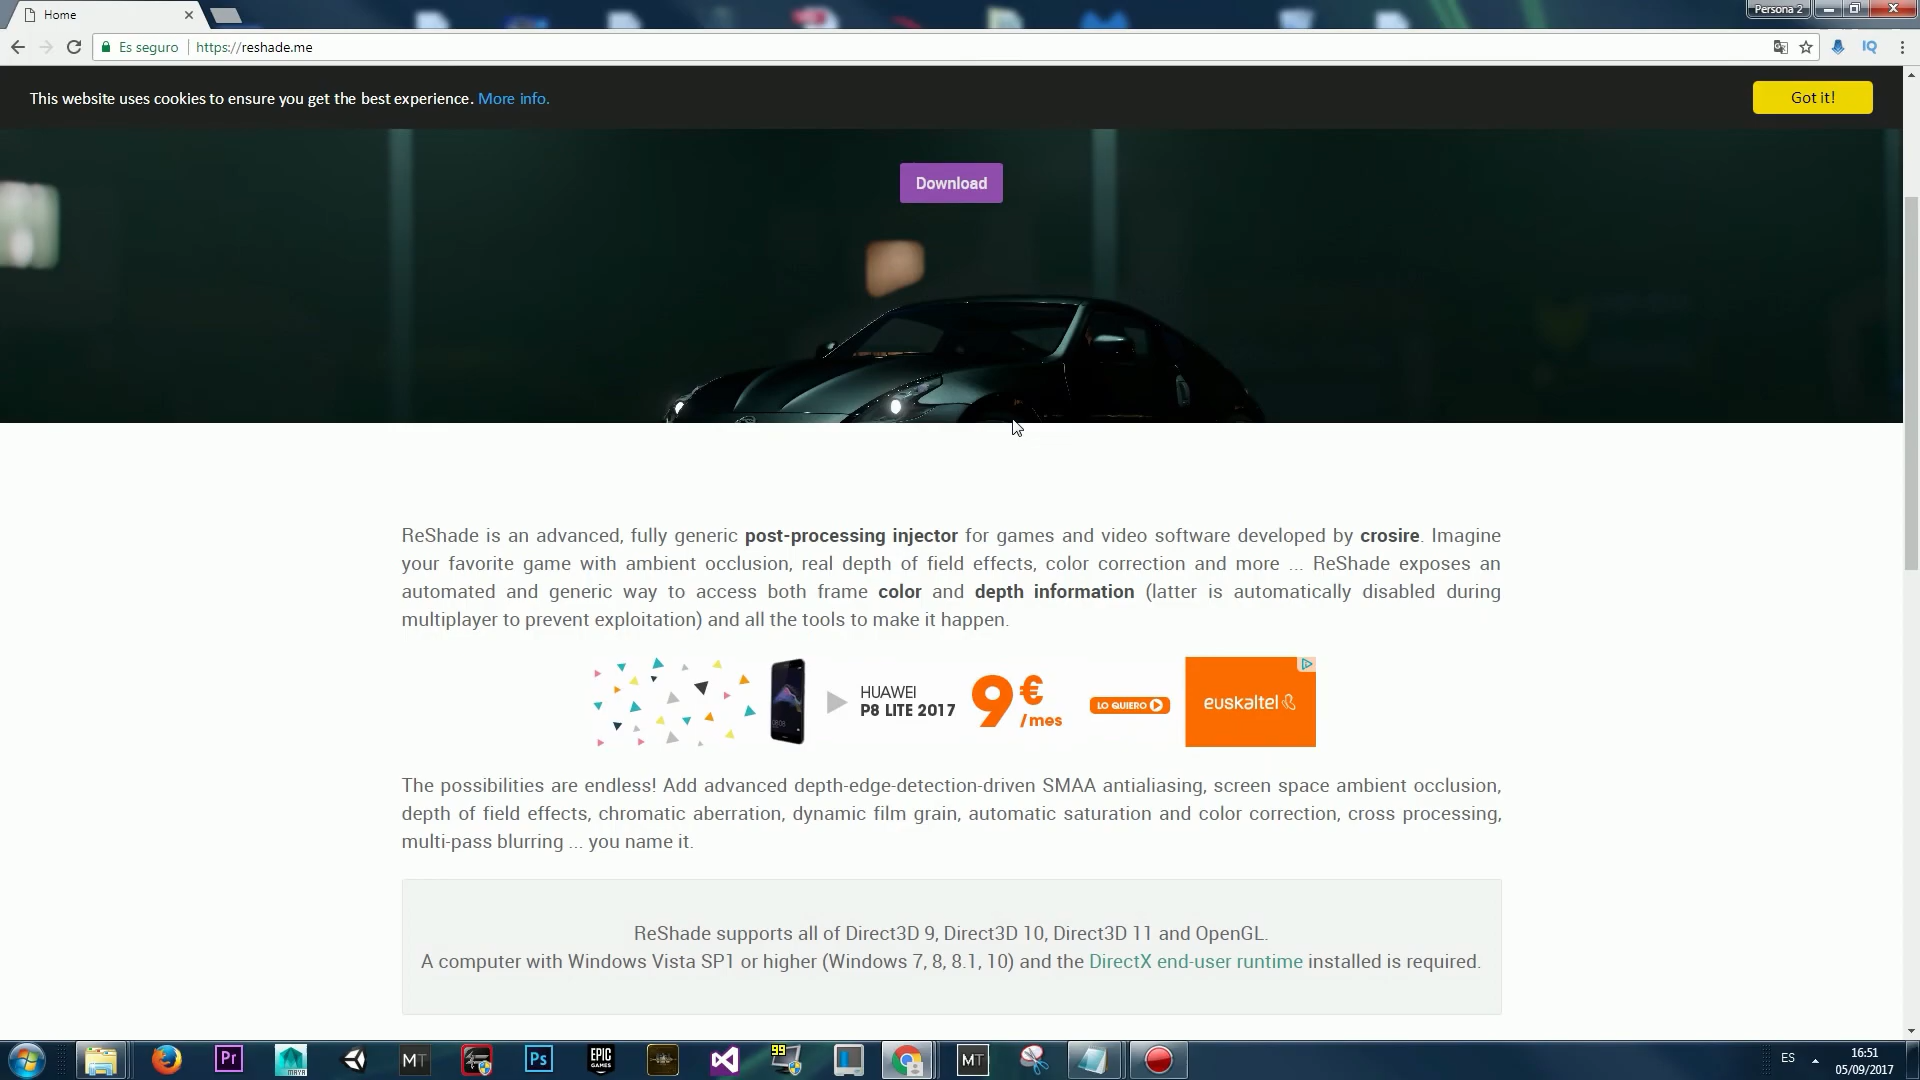 Home
Persona 2
Es seguro
https://reshade.me
IQ
This website uses cookies to ensure you get the best experience. More info.
Got it!
Download
ReShade is an advanced, fully generic post-processing injector for games and video software developed by crosire. Imagine
your favorite game with ambient occlusion, real depth of field effects, color correction and more ... ReShade exposes an
automated and generic way to access both frame color and depth information (latter is automatically disabled during
multiplayer to prevent exploitation) and all the tools to make it happen.
HUAWEI
P8 LITE 2017
9€
/mes
LO QUIERO
euskaltel
The possibilities are endless! Add advanced depth-edge-detection-driven SMAA antialiasing, screen space ambient occlusion,
depth of field effects, chromatic aberration, dynamic film grain, automatic saturation and color correction, cross processing,
multi-pass blurring ... you name it.
ReShade supports all of Direct3D 9, Direct3D 10, Direct3D 11 and OpenGL.
A computer with Windows Vista SP1 or higher (Windows 7, 8, 8.1, 10) and the DirectX end-user runtime installed is required.
Pr
MAYA
MT
Ps
EPIC
GAMES
99
MT
ES
16:51
05/09/2017